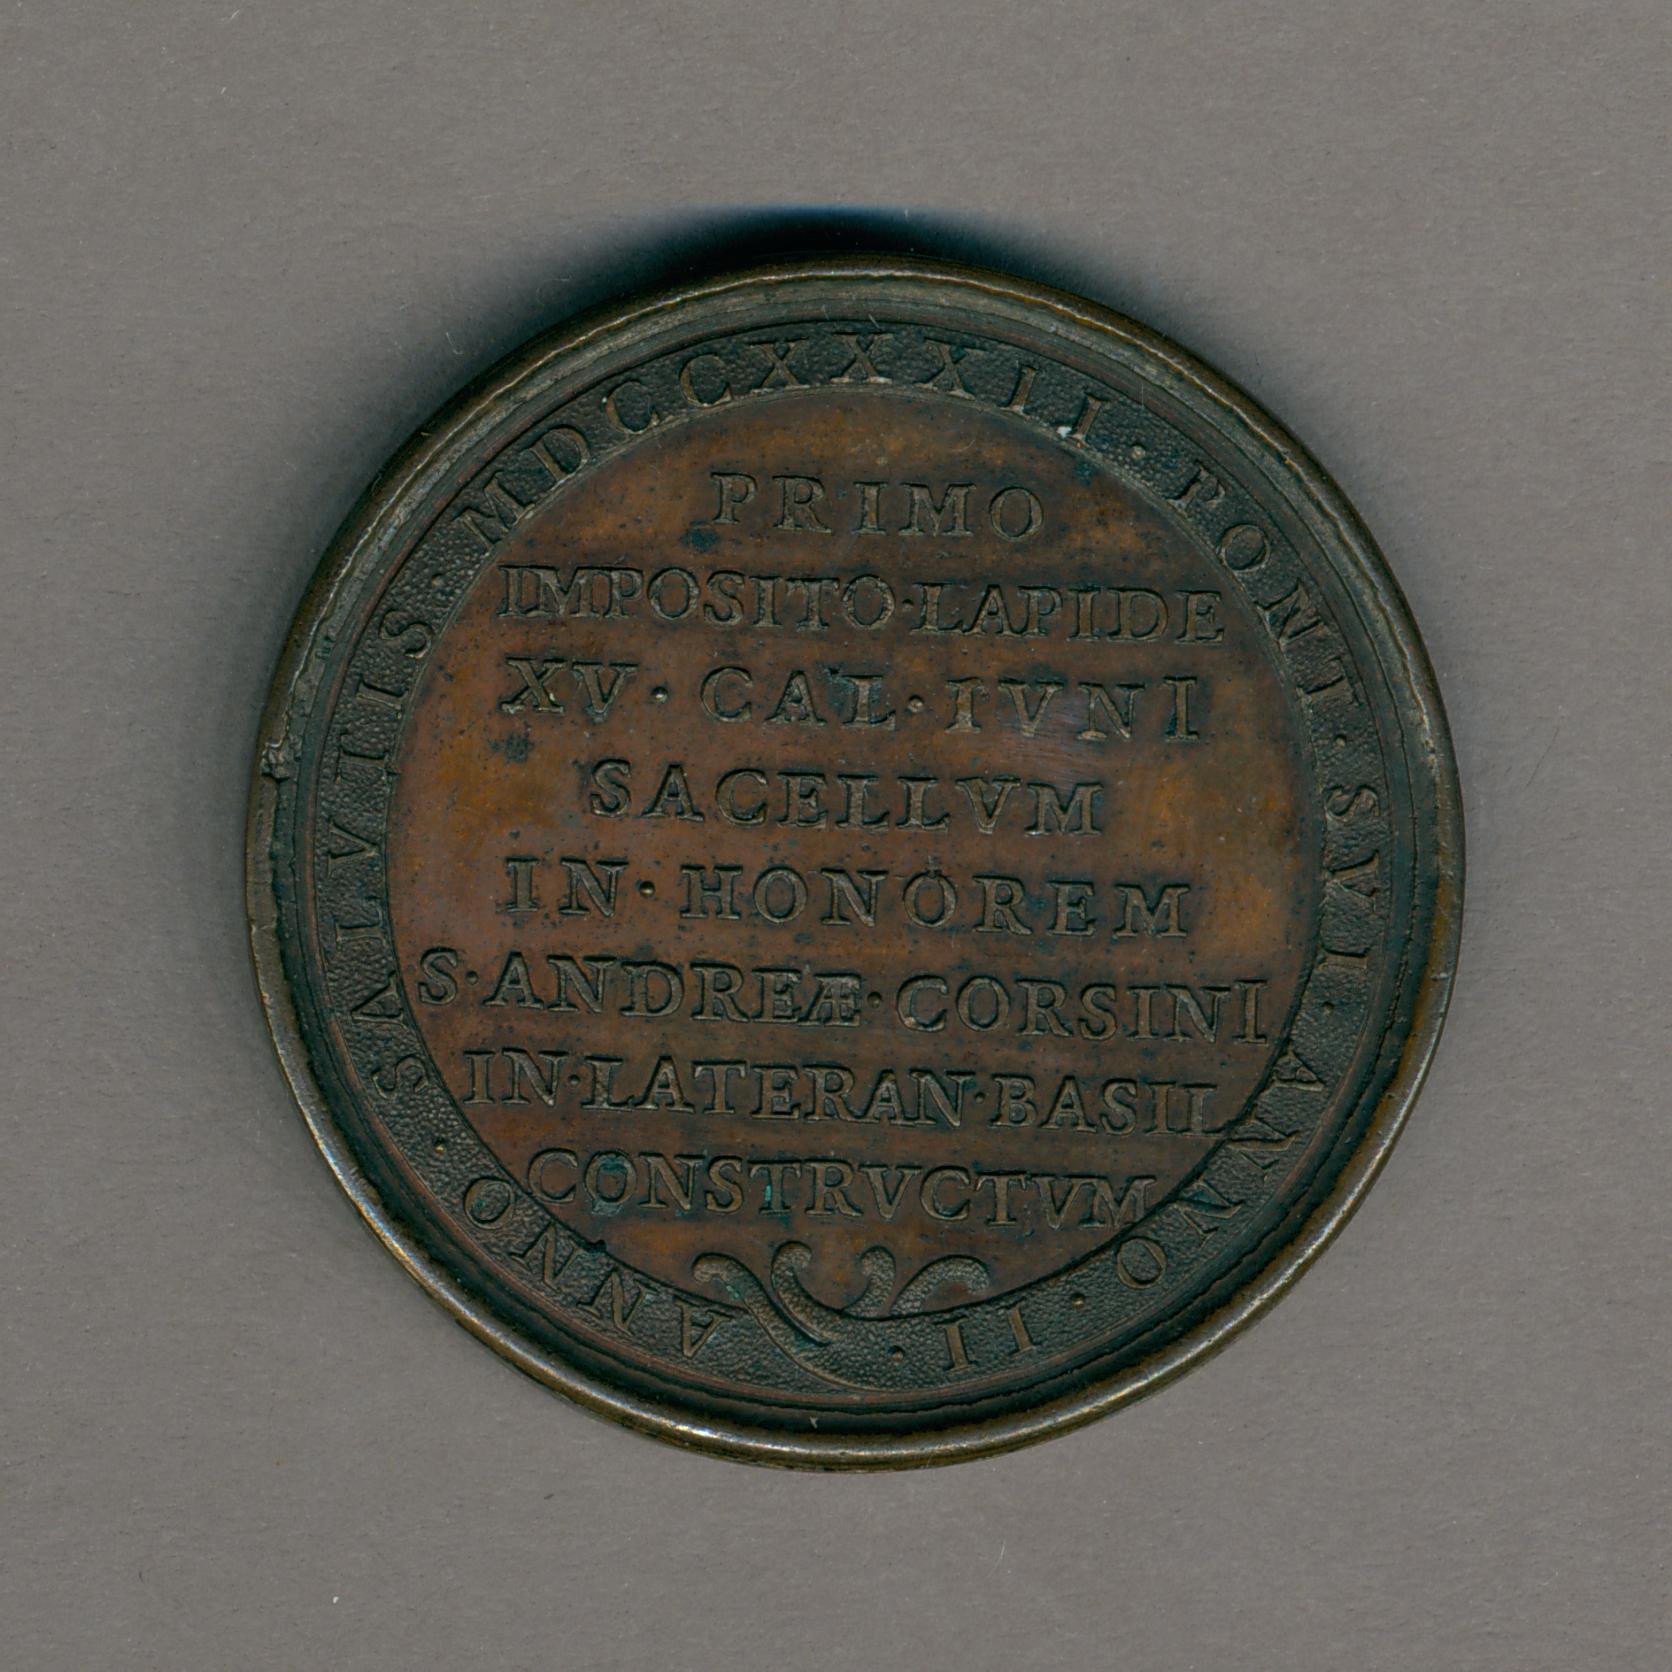 PRIMO
IMPOSITO·LAPIDE
XV·CAL·IVNI
SACELLVM
IN·HONOREM
S·ANDREÆ·CORSINI
IN·LATERAN·BASIL
CONSTRVCTVM
ANNO·SALVTIS·MDCCXXXII·PONT·SVI·ANNO·II·